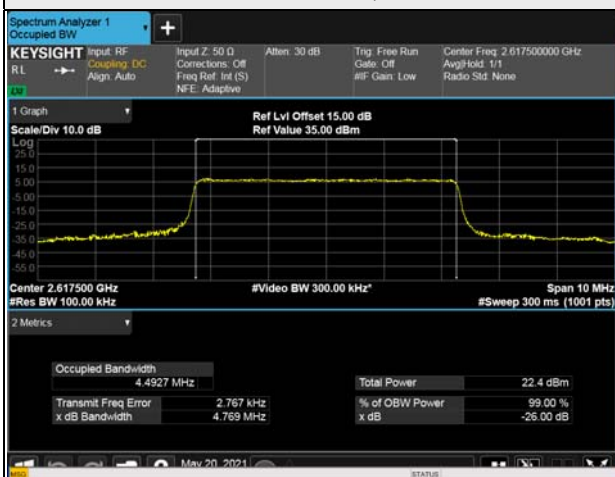 Spectrum Analyzer 1
Occupied BW
+
KEYSIGHT Input: RF Input Z: 50 Ω Atten: 30 dB Trig: Free Run Center Freq: 2.617500000 GHz
RL Coupling: DC Corrections: Off Gate: Off Avg|Hold: 1/1
Align: Auto Freq Ref: Int (S) #IF Gain: Low Radio Std: None
NFE: Adaptive
1 Graph
Ref Lvl Offset 15.00 dB
Scale/Div 10.0 dB Ref Value 35.00 dBm
Log
25.0
15.0
5.00
-5.00
-15.0
-25.0
-35.0
-45.0
-55.0
Center 2.617500 GHz #Video BW 300.00 kHz* Span 10 MHz
#Res BW 100.00 kHz #Sweep 300 ms (1001 pts)
2 Metrics
Occupied Bandwidth
4.4927 MHz Total Power 22.4 dBm
Transmit Freq Error 2.767 kHz % of OBW Power 99.00 %
x dB Bandwidth 4.769 MHz x dB -26.00 dB
May 20, 2021
MSG STATUS